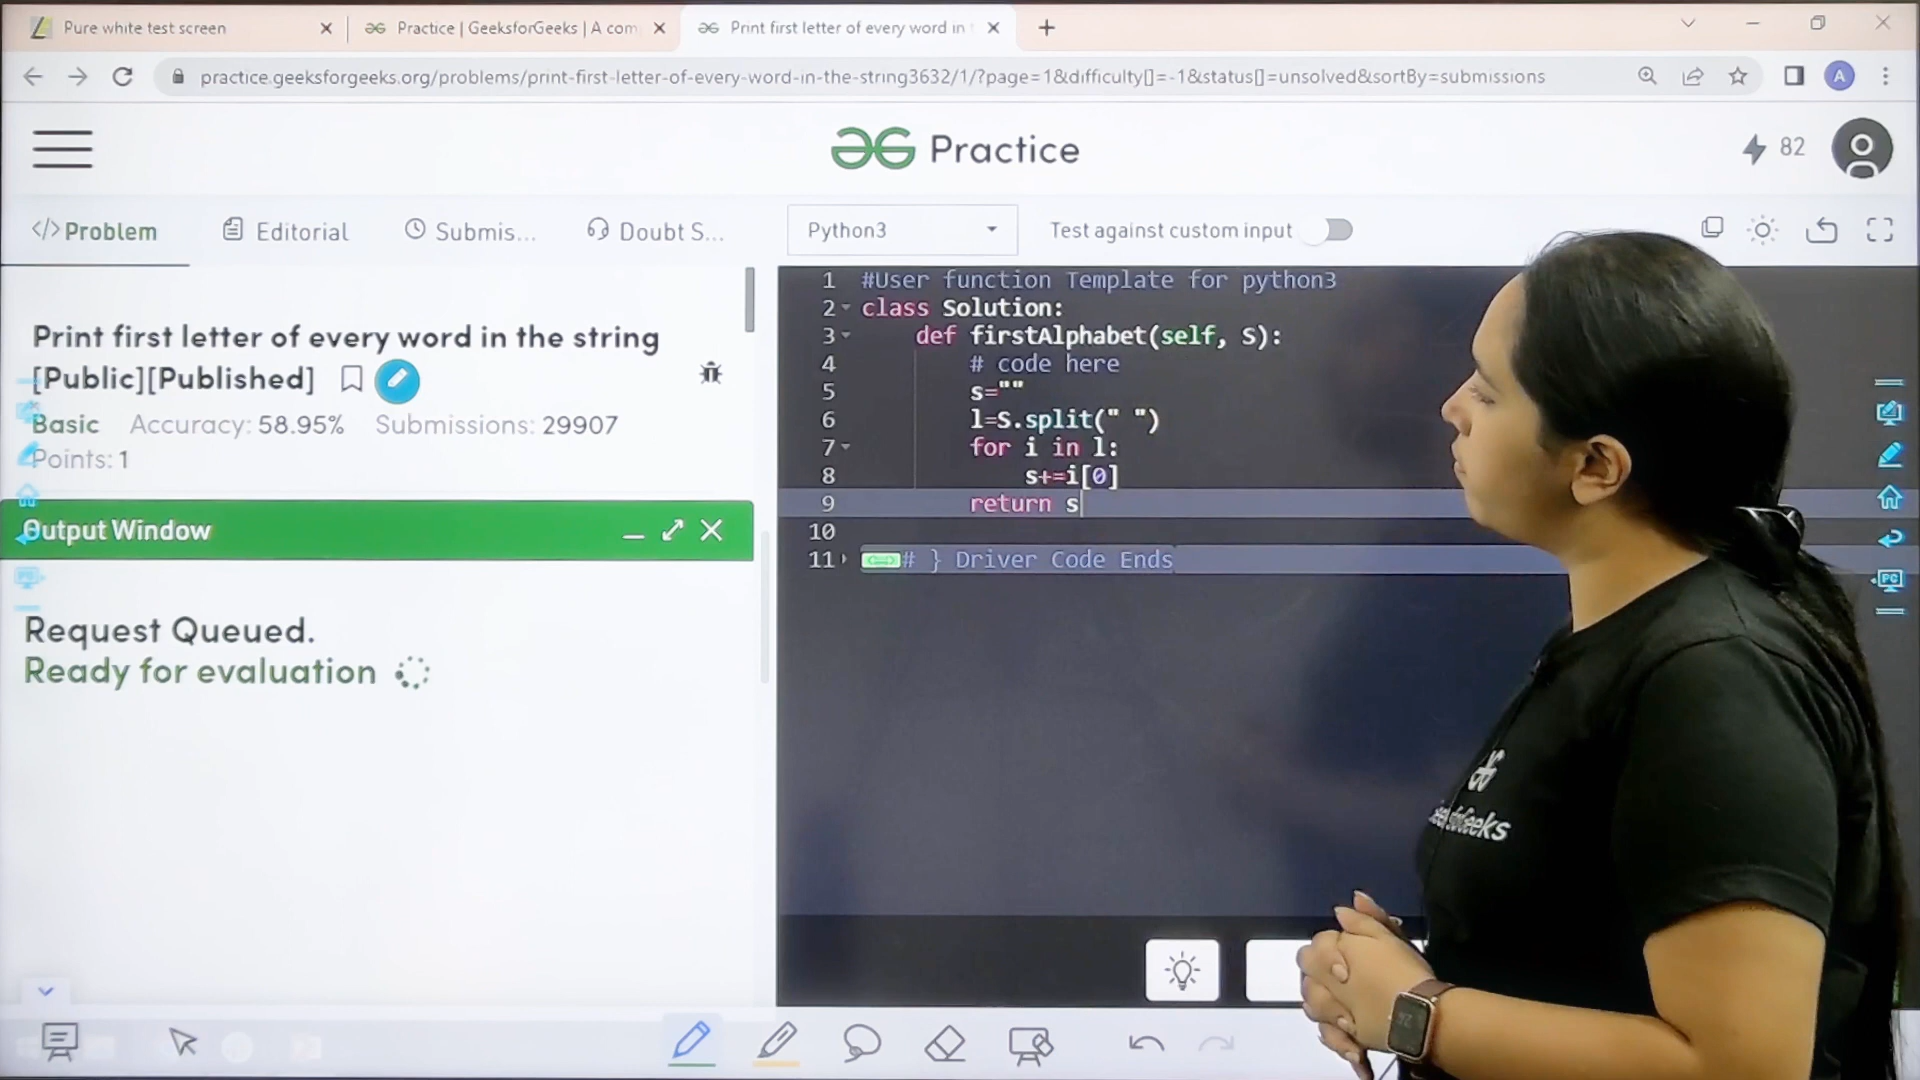 Pure white test screen
Practice | GeeksforGeeks | A com
Print first letter of every word in
practice.geeksforgeeks.org/problems/print-first-letter-of-every-word-in-the-string3632/1/?page=1&difficulty[]=-1&status[]=unsolved&sortBy=submissions
A
Practice
82
</> Problem
Editorial
Submis...
Doubt S...
Python3
Test against custom input
Print first letter of every word in the string
[Public][Published]
Basic Accuracy: 58.95% Submissions: 29907
Points: 1
Output Window
Request Queued.
Ready for evaluation
1 #User function Template for python3
2 class Solution:
3 def firstAlphabet(self, S):
4 # code here
5 s=""
6 l=S.split(" ")
7 for i in l:
8 s+=i[0]
9 return s
10
11 # } Driver Code Ends
PC